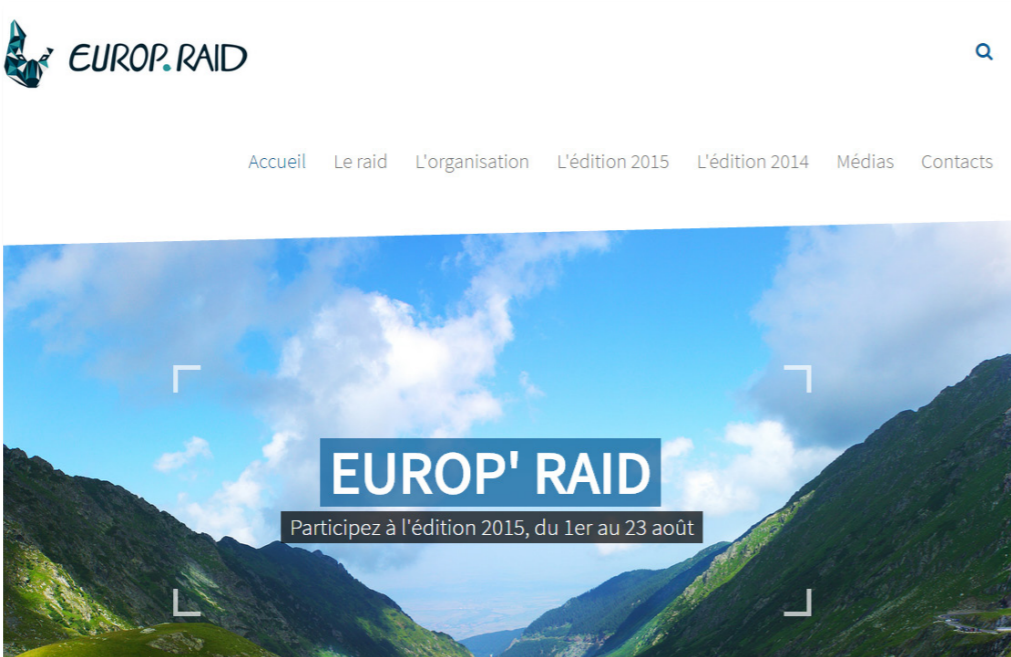 EUROP. RAID
Accueil Le raid L'organisation L'édition 2015 L'édition 2014 Médias Contacts
EUROP' RAID
Participez à l'édition 2015, du 1er au 23 août